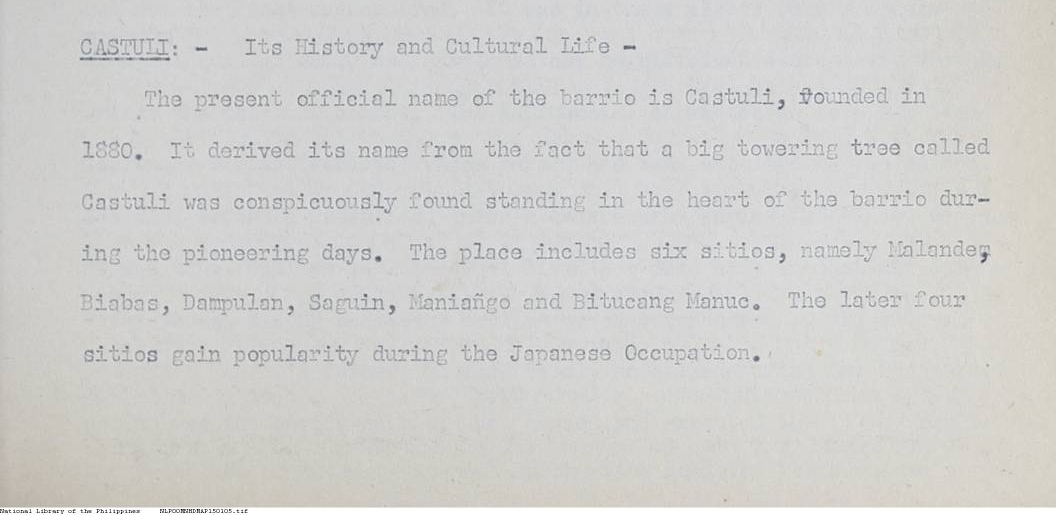 CASTULI: - Its History and Cultural Life -
The present official name of the barrio is Castuli, founded in
1880. It derived its name from the fact that a big towering tree called
Castuli was conspicuously found standing in the heart of the barrio dur-
ing the pioneering days. The place includes six sitios, namely Malande,
Biabas, Dampulan, Saguin, Maniañgo and Bitucang Manuc. The later four
sitios gain popularity during the Japanese Occupation.
National Library of the Philippines NLPOOMNHDMAP150105.tif